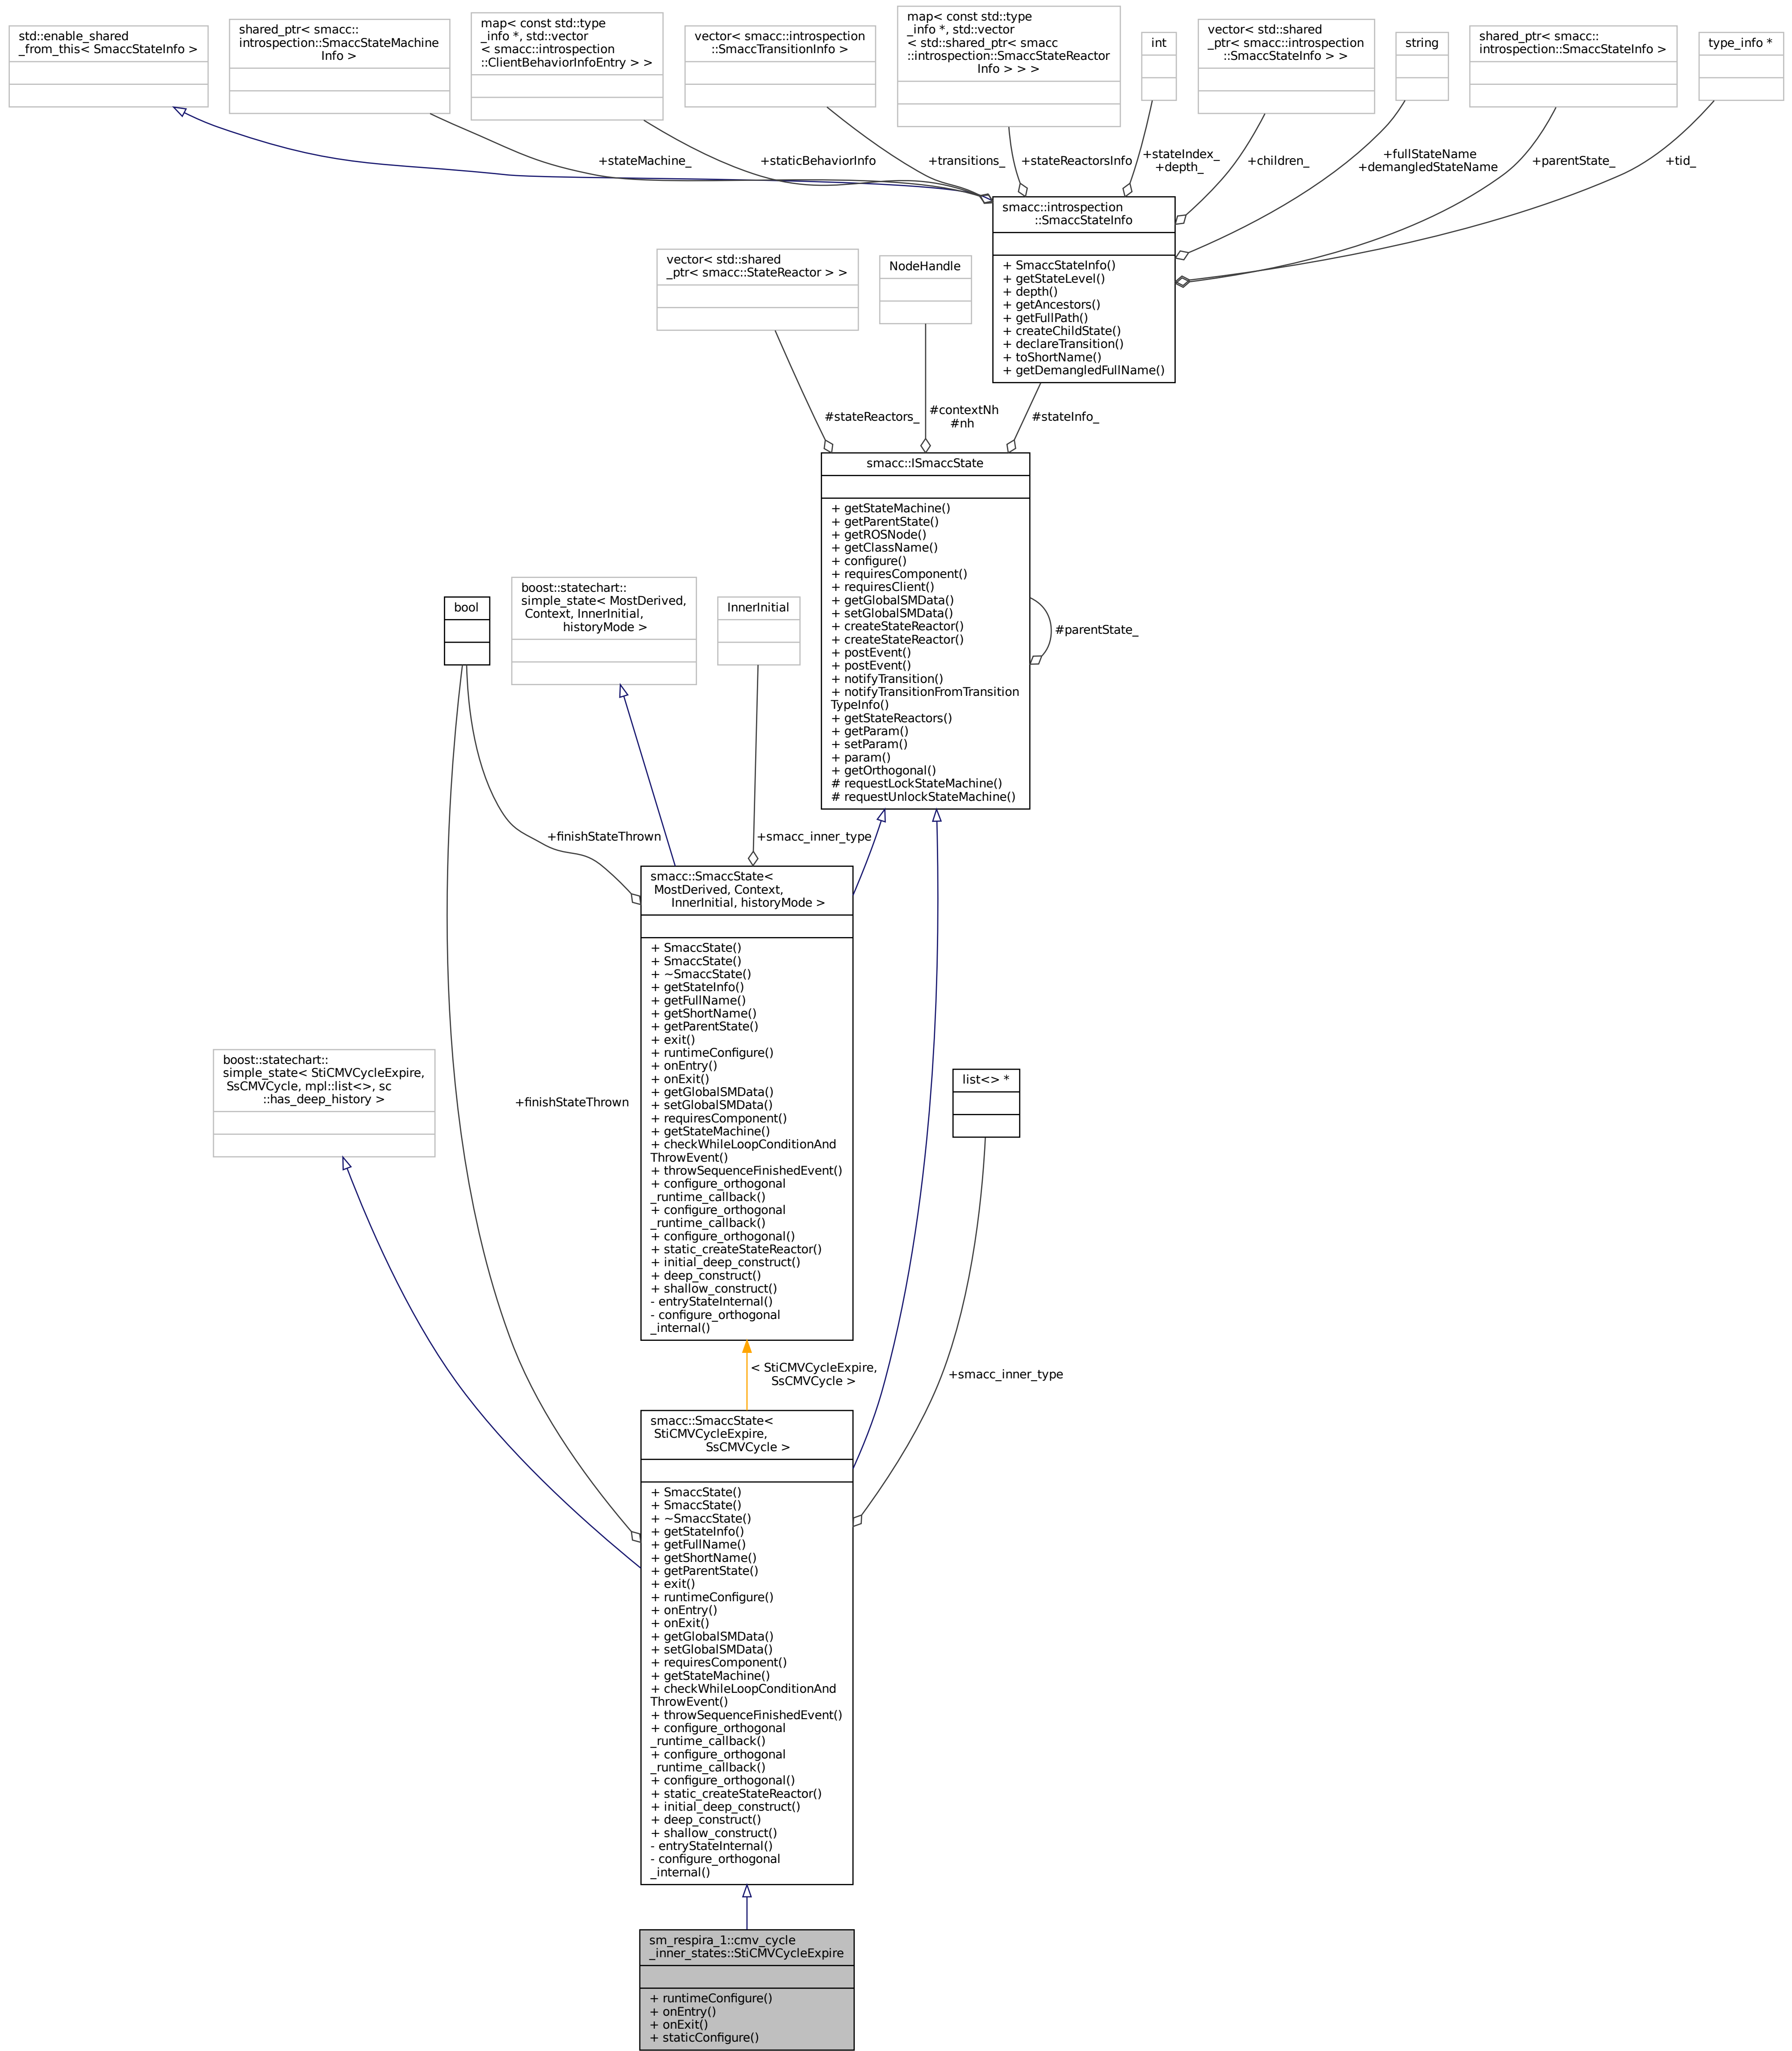 std::enable_shared
_from_this< SmaccStateInfo >
shared_ptr< smacc::
introspection::SmaccStateMachine
Info >
map< const std::type
_info *, std::vector
< smacc::introspection
::ClientBehaviorInfoEntry > >
vector< smacc::introspection
::SmaccTransitionInfo >
map< const std::type
_info *, std::vector
< std::shared_ptr< smacc
::introspection::SmaccStateReactor
Info > > >
int
vector< std::shared
_ptr< smacc::introspection
::SmaccStateInfo > >
string
shared_ptr< smacc::
introspection::SmaccStateInfo >
type_info *
+stateMachine_
+staticBehaviorInfo
+transitions_
+stateReactorsInfo
+stateIndex_
+depth_
+children_
+fullStateName
+demangledStateName
+parentState_
+tid_
smacc::introspection
::SmaccStateInfo
+ SmaccStateInfo()
+ getStateLevel()
+ depth()
+ getAncestors()
+ getFullPath()
+ createChildState()
+ declareTransition()
+ toShortName()
+ getDemangledFullName()
vector< std::shared
_ptr< smacc::StateReactor > >
NodeHandle
#stateReactors_
#contextNh
#nh
#stateInfo_
smacc::ISmaccState
+ getStateMachine()
+ getParentState()
+ getROSNode()
+ getClassName()
+ configure()
+ requiresComponent()
+ requiresClient()
+ getGlobalSMData()
+ setGlobalSMData()
+ createStateReactor()
+ createStateReactor()
+ postEvent()
+ postEvent()
+ notifyTransition()
+ notifyTransitionFromTransition
TypeInfo()
+ getStateReactors()
+ getParam()
+ setParam()
+ param()
+ getOrthogonal()
# requestLockStateMachine()
# requestUnlockStateMachine()
#parentState_
bool
boost::statechart::
simple_state< MostDerived,
Context, InnerInitial,
historyMode >
InnerInitial
+finishStateThrown
+smacc_inner_type
smacc::SmaccState<
MostDerived, Context,
InnerInitial, historyMode >
+ SmaccState()
+ SmaccState()
+ ~SmaccState()
+ getStateInfo()
+ getFullName()
+ getShortName()
+ getParentState()
+ exit()
+ runtimeConfigure()
+ onEntry()
+ onExit()
+ getGlobalSMData()
+ setGlobalSMData()
+ requiresComponent()
+ getStateMachine()
+ checkWhileLoopConditionAnd
ThrowEvent()
+ throwSequenceFinishedEvent()
+ configure_orthogonal
_runtime_callback()
+ configure_orthogonal
_runtime_callback()
+ configure_orthogonal()
+ static_createStateReactor()
+ initial_deep_construct()
+ deep_construct()
+ shallow_construct()
- entryStateInternal()
- configure_orthogonal
_internal()
boost::statechart::
simple_state< StiCMVCycleExpire,
SsCMVCycle, mpl::list<>, sc
::has_deep_history >
+finishStateThrown
list<> *
< StiCMVCycleExpire,
SsCMVCycle >
+smacc_inner_type
smacc::SmaccState<
StiCMVCycleExpire,
SsCMVCycle >
+ SmaccState()
+ SmaccState()
+ ~SmaccState()
+ getStateInfo()
+ getFullName()
+ getShortName()
+ getParentState()
+ exit()
+ runtimeConfigure()
+ onEntry()
+ onExit()
+ getGlobalSMData()
+ setGlobalSMData()
+ requiresComponent()
+ getStateMachine()
+ checkWhileLoopConditionAnd
ThrowEvent()
+ throwSequenceFinishedEvent()
+ configure_orthogonal
_runtime_callback()
+ configure_orthogonal
_runtime_callback()
+ configure_orthogonal()
+ static_createStateReactor()
+ initial_deep_construct()
+ deep_construct()
+ shallow_construct()
- entryStateInternal()
- configure_orthogonal
_internal()
sm_respira_1::cmv_cycle
_inner_states::StiCMVCycleExpire
+ runtimeConfigure()
+ onEntry()
+ onExit()
+ staticConfigure()